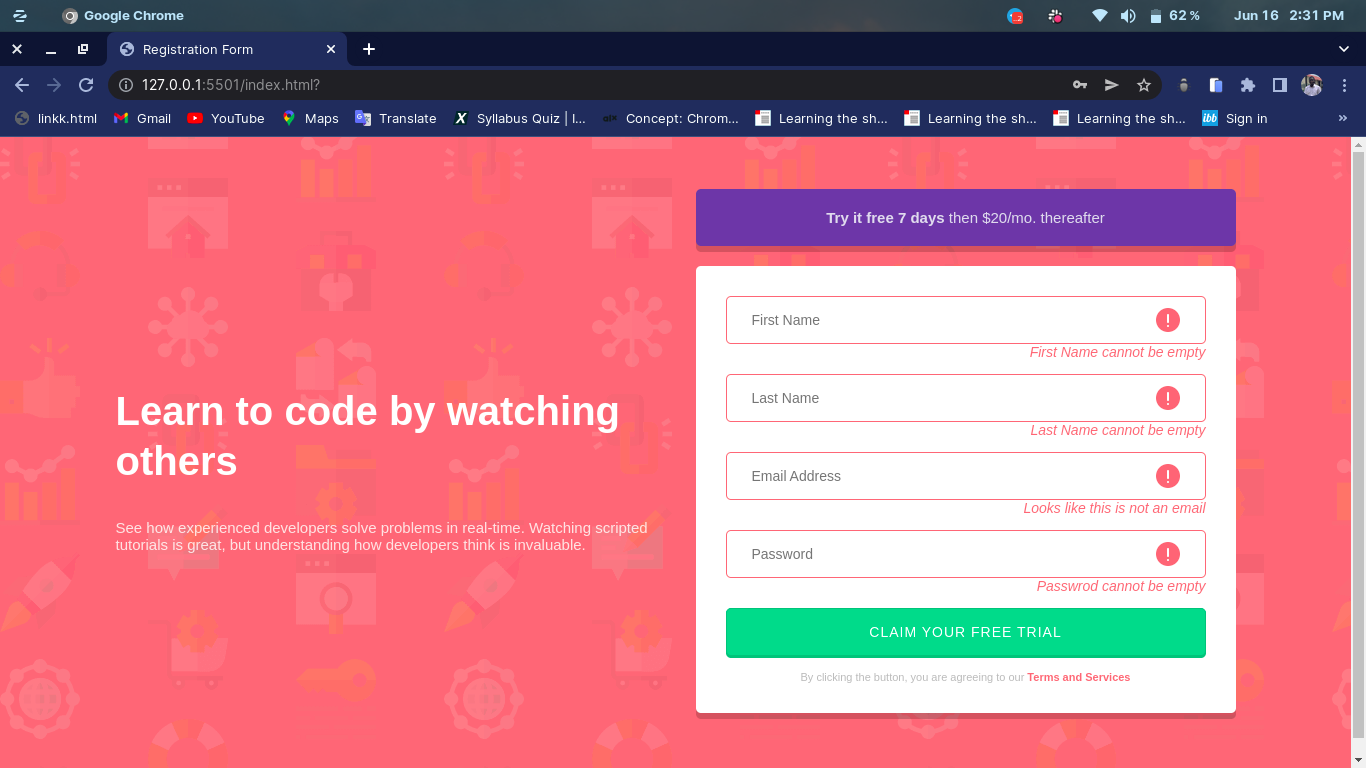 Google Chrome
62 %
Jun 16 2:31 PM
Registration Form
127.0.0.1:5501/index.html?
linkk.html
Gmail
YouTube
Maps
Translate
Syllabus Quiz | I...
Concept: Chrom...
Learning the sh...
Learning the sh...
Learning the sh...
ibb
Sign in
»
Try it free 7 days then $20/mo. thereafter
Learn to code by watching
others
See how experienced developers solve problems in real-time. Watching scripted
tutorials is great, but understanding how developers think is invaluable.
First Name
First Name cannot be empty
Last Name
Last Name cannot be empty
Email Address
Looks like this is not an email
Password
Passwrod cannot be empty
CLAIM YOUR FREE TRIAL
By clicking the button, you are agreeing to our Terms and Services